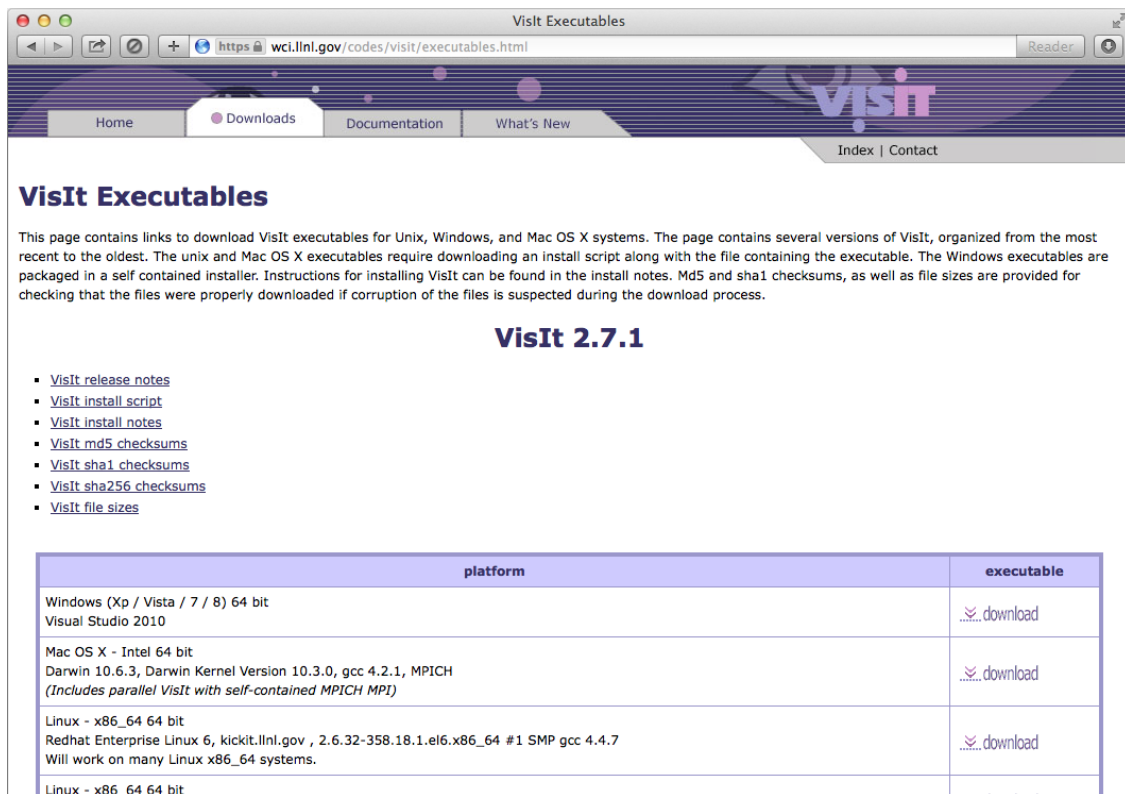 VisIt Executables
https wci.llnl.gov/codes/visit/executables.html
Reader
VISIT
Home
Downloads
Documentation
What's New
Index | Contact
VisIt Executables
This page contains links to download VisIt executables for Unix, Windows, and Mac OS X systems. The page contains several versions of VisIt, organized from the most
recent to the oldest. The unix and Mac OS X executables require downloading an install script along with the file containing the executable. The Windows executables are
packaged in a self contained installer. Instructions for installing VisIt can be found in the install notes. Md5 and sha1 checksums, as well as file sizes are provided for
checking that the files were properly downloaded if corruption of the files is suspected during the download process.
VisIt 2.7.1
VisIt release notes
VisIt install script
VisIt install notes
VisIt md5 checksums
VisIt sha1 checksums
VisIt sha256 checksums
VisIt file sizes
platform
executable
Windows (Xp / Vista / 7 / 8) 64 bit
Visual Studio 2010
download
Mac OS X - Intel 64 bit
Darwin 10.6.3, Darwin Kernel Version 10.3.0, gcc 4.2.1, MPICH
(Includes parallel VisIt with self-contained MPICH MPI)
download
Linux - x86_64 64 bit
Redhat Enterprise Linux 6, kickit.llnl.gov , 2.6.32-358.18.1.el6.x86_64 #1 SMP gcc 4.4.7
Will work on many Linux x86_64 systems.
download
Linux - x86_64 64 bit